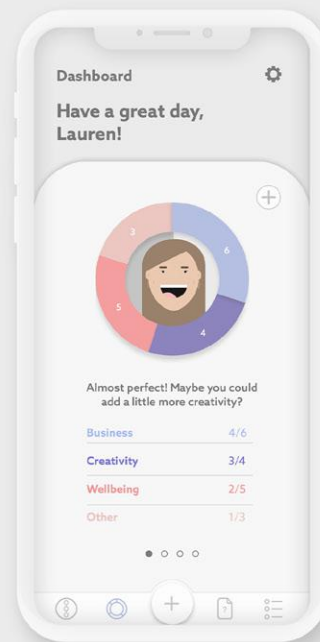 Dashboard
Have a great day,
Lauren!
3
6
5
4
Almost perfect! Maybe you could
add a little more creativity?
Business 4/6
Creativity 3/4
Wellbeing 2/5
Other 1/3
?